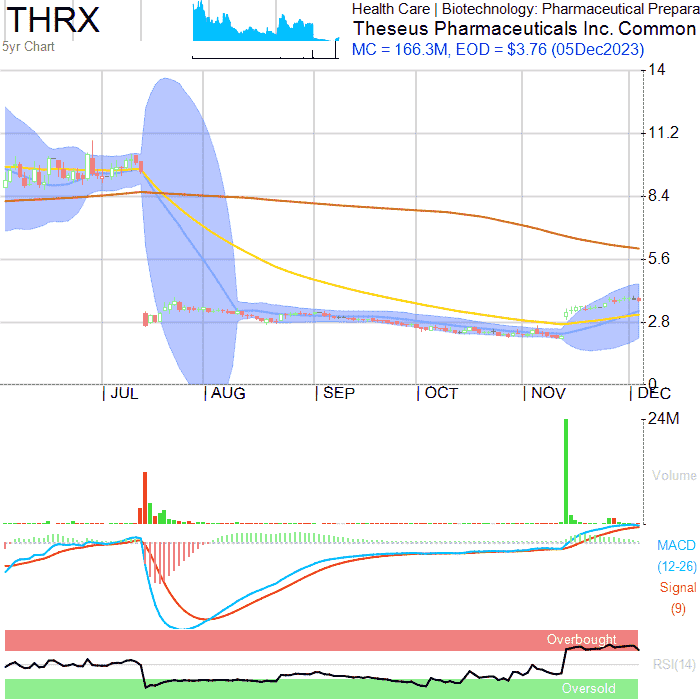 THRX
5yr Chart
Health Care | Biotechnology: Pharmaceutical Prepara
Theseus Pharmaceuticals Inc. Common
MC = 166.3M, EOD = $3.76 (05Dec2023)
14
11.2
8.4
5.6
2.8
0
JUL AUG SEP OCT NOV DEC
24M
Volume
MACD
(12-26)
Signal
(9)
Overbought
RSI(14)
Oversold